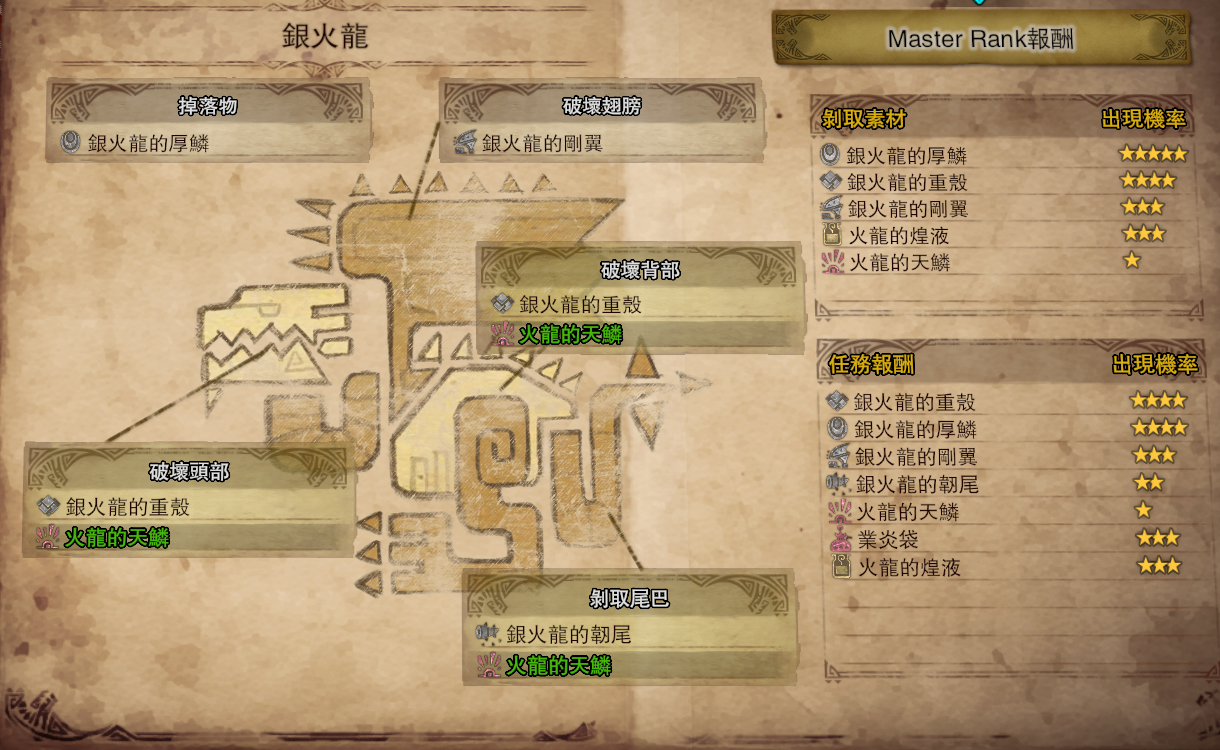 銀火龍
Master Rank報酬
掉落物
銀火龍的厚鱗
破壞翅膀
銀火龍的剛翼
破壞背部
銀火龍的重殼
火龍的天鱗
破壞頭部
銀火龍的重殼
火龍的天鱗
剝取尾巴
銀火龍的韌尾
火龍的天鱗
剝取素材 出現機率
銀火龍的厚鱗
銀火龍的重殼
銀火龍的剛翼
火龍的煌液
火龍的天鱗
任務報酬 出現機率
銀火龍的重殼
銀火龍的厚鱗
銀火龍的剛翼
銀火龍的韌尾
火龍的天鱗
業炎袋
火龍的煌液